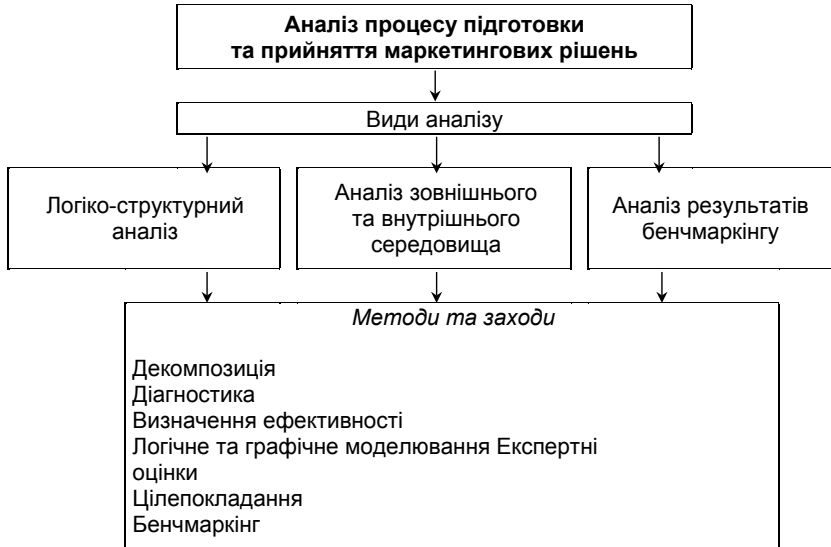 Аналіз процесу підготовки
та прийняття маркетингових рішень
Види аналізу
Логіко-структурний
аналіз
Аналіз зовнішнього
та внутрішнього
середовища
Аналіз результатів
бенчмаркінгу
Методи та заходи
Декомпозиція
Діагностика
Визначення ефективності
Логічне та графічне моделювання Експертні
оцінки
Цілепокладання
Бенчмаркінг